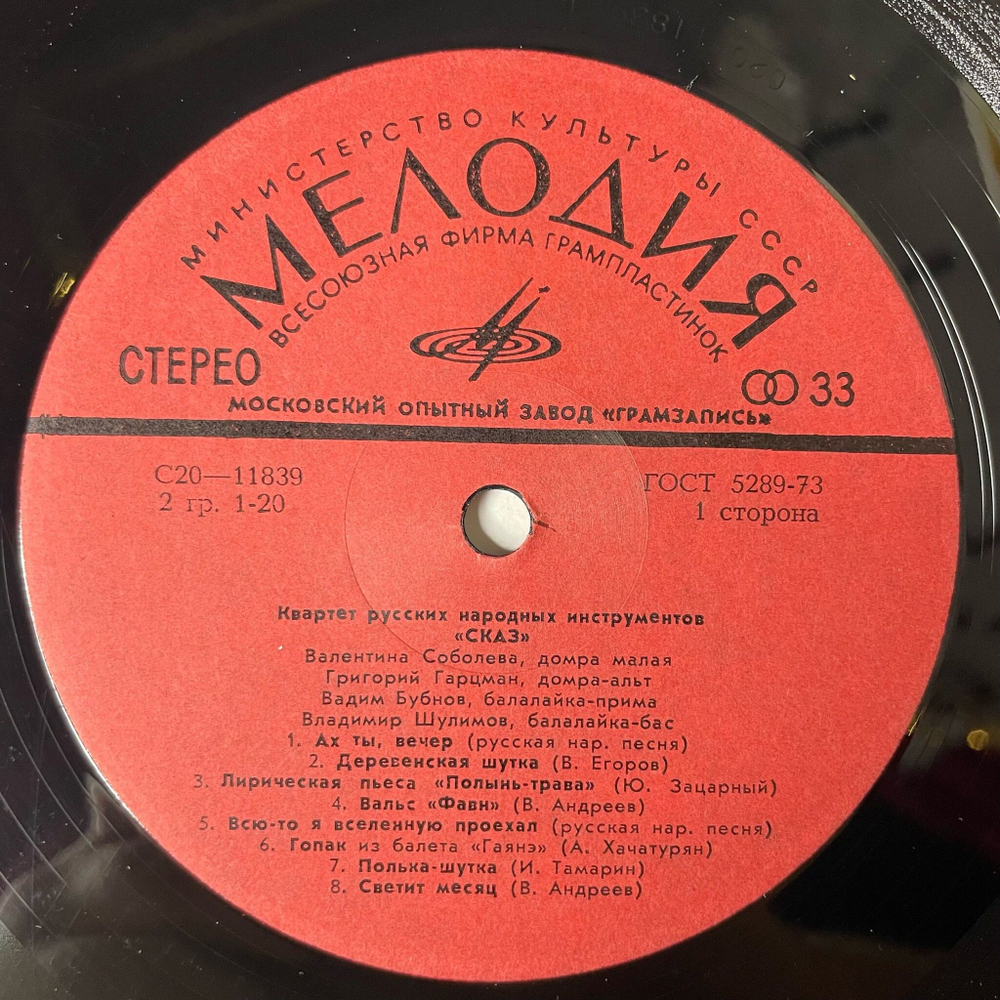 МИНИСТЕРСТВО КУЛЬТУРЫ СССР
МЕЛОДИЯ
ВСЕСОЮЗНАЯ ФИРМА ГРАМПЛАСТИНОК
СТЕРЕО
33
МОСКОВСКИЙ ОПЫТНЫЙ ЗАВОД «ГРАМЗАПИСЬ»
С20—11839
ГОСТ 5289-73
2 гр. 1-20
1 сторона
Квартет русских народных инструментов
«СКАЗ»
Валентина Соболева, домра малая
Григорий Гарцман, домра-альт
Вадим Бубнов, балалайка-прима
Владимир Шулимов, балалайка-бас
1. Ах ты, вечер (русская нар. песня)
2. Деревенская шутка (В. Егоров)
3. Лирическая пьеса «Полынь-трава» (Ю. Зацарный)
4. Вальс «Фавн» (В. Андреев)
5. Всю-то я вселенную проехал (русская нар. песня)
6. Гопак из балета «Гаянэ» (А. Хачатурян)
7. Полька-шутка (И. Тамарин)
8. Светит месяц (В. Андреев)